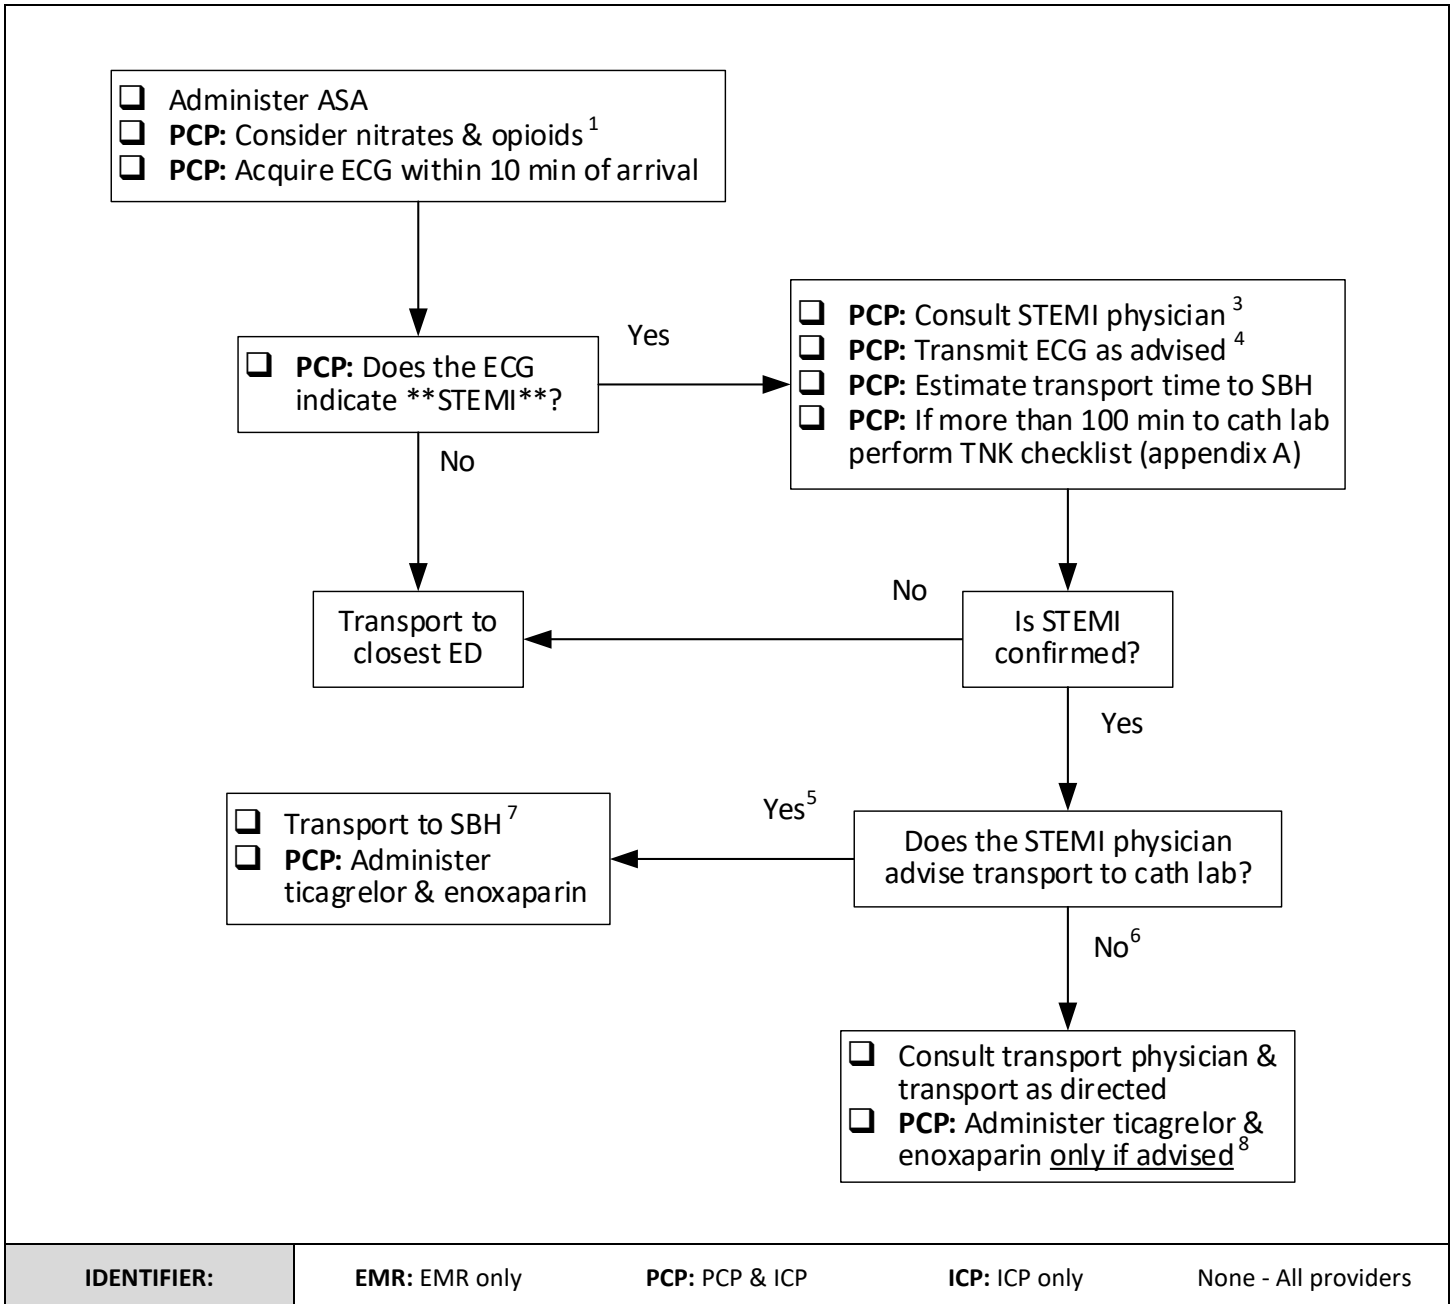 ❑ Administer ASA
❑ PCP: Consider nitrates & opioids 1
❑ PCP: Acquire ECG within 10 min of arrival
❑ PCP: Does the ECG
indicate **STEMI**?
Yes
❑ PCP: Consult STEMI physician 3
❑ PCP: Transmit ECG as advised 4
❑ PCP: Estimate transport time to SBH
❑ PCP: If more than 100 min to cath lab
perform TNK checklist (appendix A)
No
Transport to
closest ED
No
Is STEMI
confirmed?
Yes
❑ Transport to SBH 7
❑ PCP: Administer
ticagrelor & enoxaparin
Yes5
Does the STEMI physician
advise transport to cath lab?
No6
❑ Consult transport physician &
transport as directed
❑ PCP: Administer ticagrelor &
enoxaparin only if advised 8
IDENTIFIER: EMR: EMR only PCP: PCP & ICP ICP: ICP only None - All providers